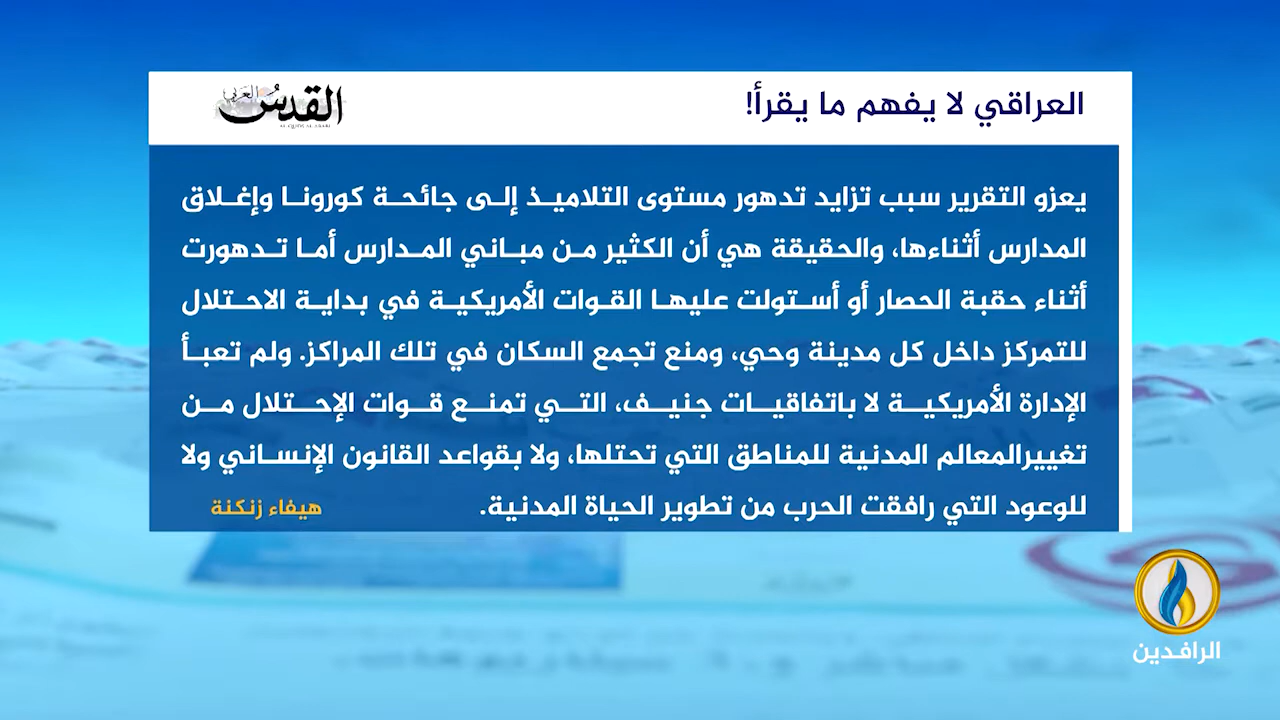 العراقي لا يفهم ما يقرأ!
القدس العربي
يعزو التقرير سبب تزايد تدهور مستوى التلاميذ إلى جائحة كورونا وإغلاق
المدارس أثناءها، والحقيقة هي أن الكثير من مباني المدارس أما تدهورت
أثناء حقبة الحصار أو أستولت عليها القوات الأمريكية في بداية الاحتلال
للتمركز داخل كل مدينة وحي، ومنع تجمع السكان في تلك المراكز. ولم تعبأ
الإدارة الأمريكية لا باتفاقيات جنيف، التي تمنع قوات الإحتلال من
تغييرالمعالم المدنية للمناطق التي تحتلها، ولا بقواعد القانون الإنساني ولا
للوعود التي رافقت الحرب من تطوير الحياة المدنية.
هيفاء زنكنة
الرافدين